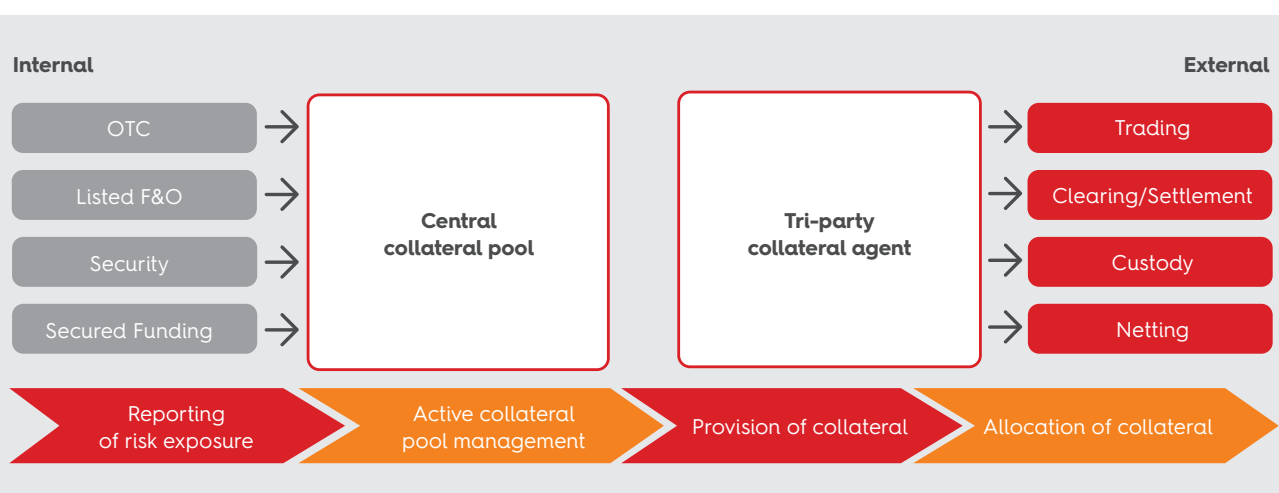 Internal
External
OTC
Listed F&O
Security
Secured Funding
Central
collateral pool
Tri-party
collateral agent
Trading
Clearing/Settlement
Custody
Netting
Reporting
of risk exposure
Active collateral
pool management
Provision of collateral
Allocation of collateral